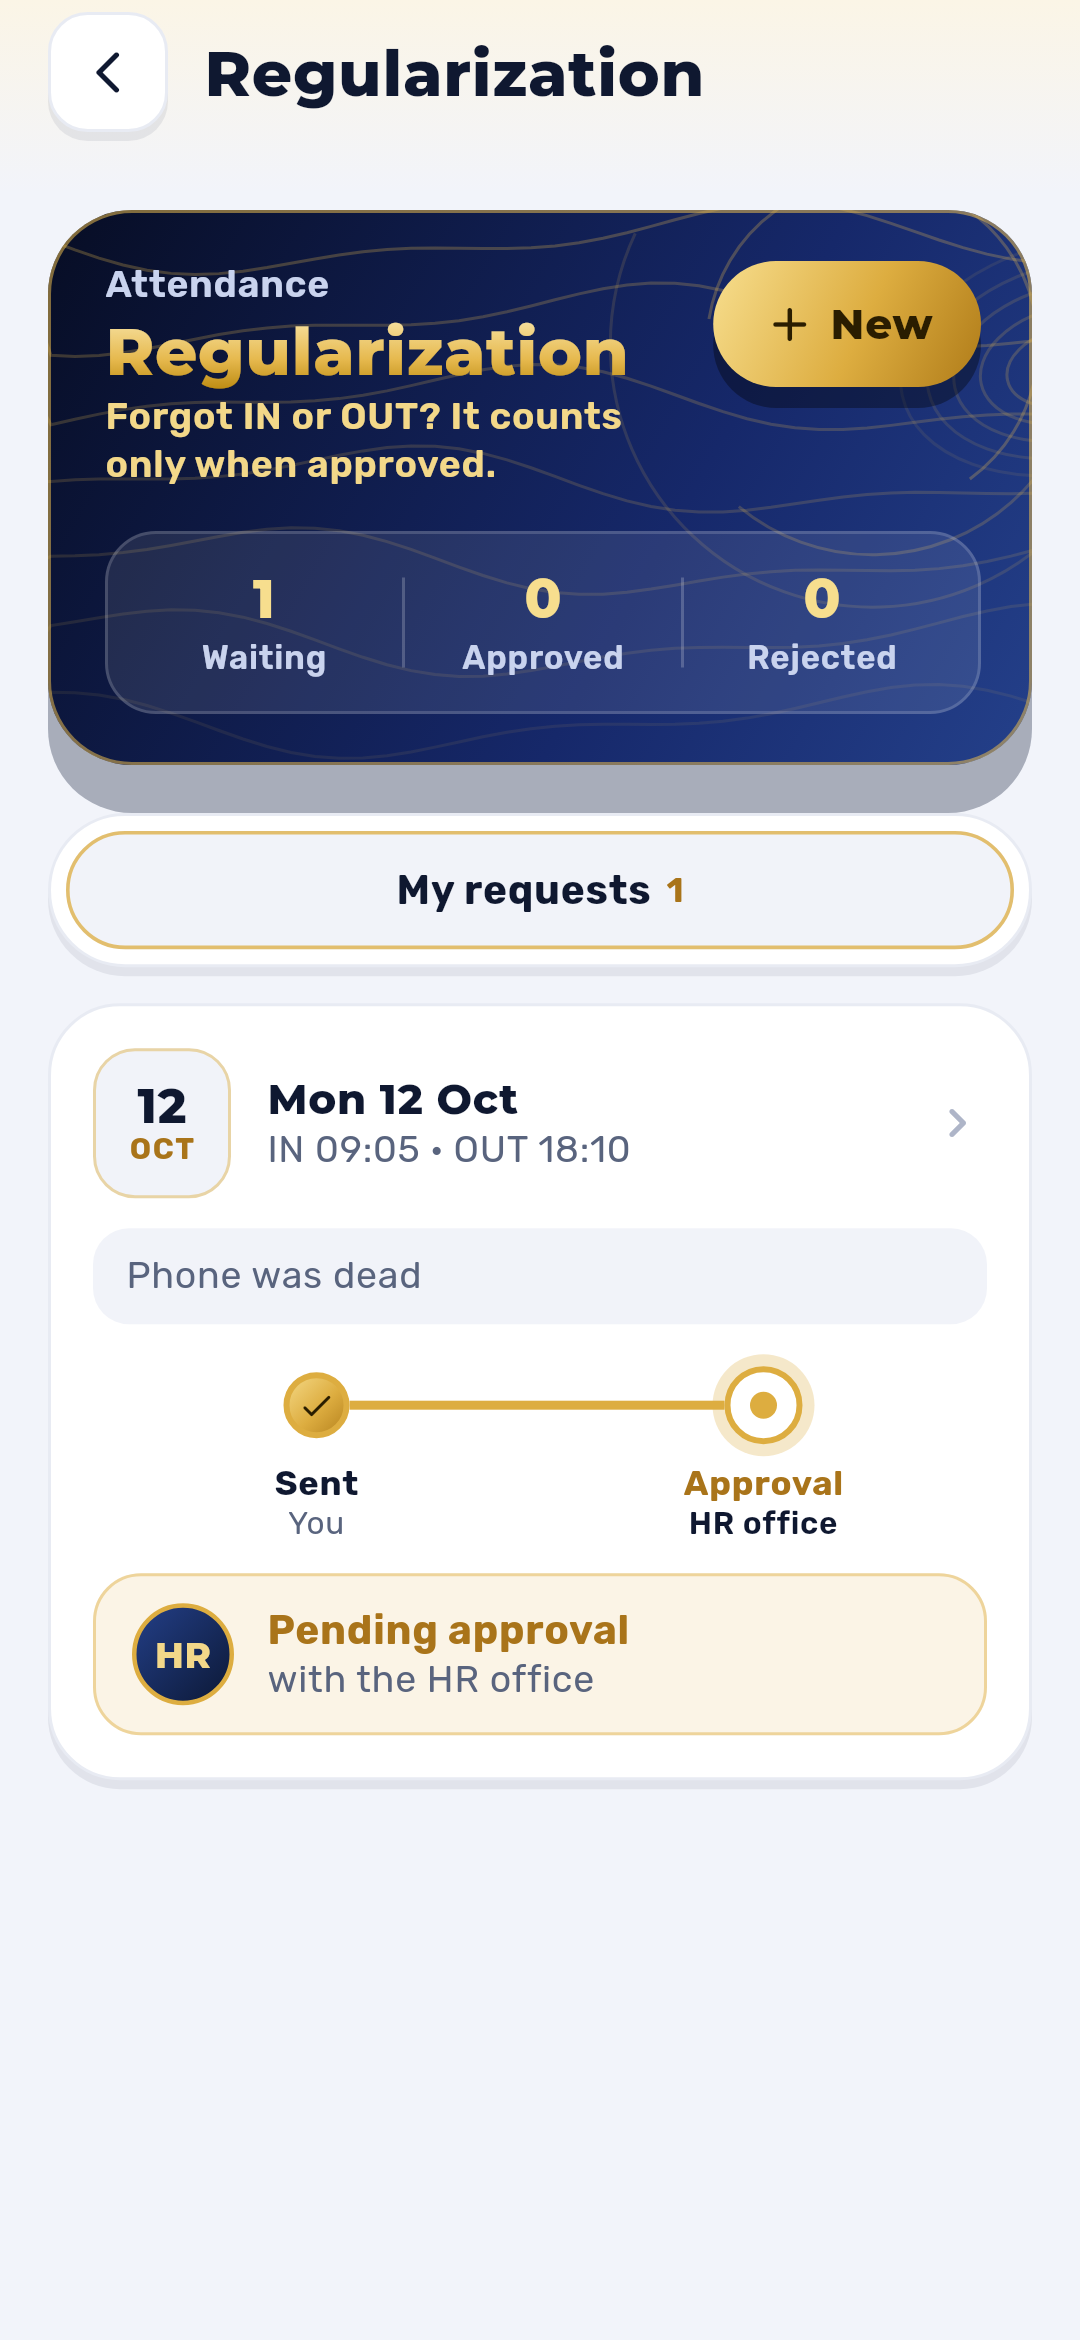 Regularization
Attendance
Regularization
+ New
Forgot IN or OUT? It counts
only when approved.
1
Waiting
0
Approved
0
Rejected
My requests 1
12
OCT
Mon 12 Oct
IN 09:05 • OUT 18:10
Phone was dead
Sent
You
Approval
HR office
HR
Pending approval
with the HR office